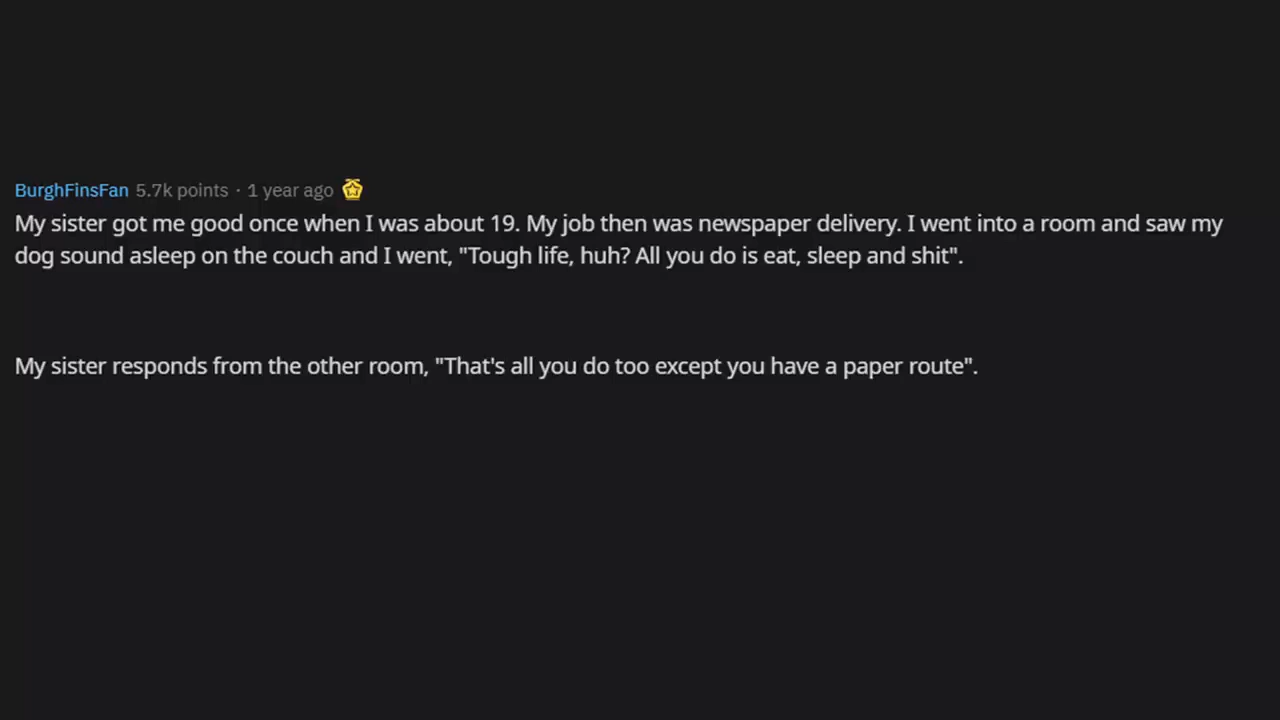 BurghFinsFan 5.7k points · 1 year ago
My sister got me good once when I was about 19. My job then was newspaper delivery. I went into a room and saw my
dog sound asleep on the couch and I went, "Tough life, huh? All you do is eat, sleep and shit".
My sister responds from the other room, "That's all you do too except you have a paper route".